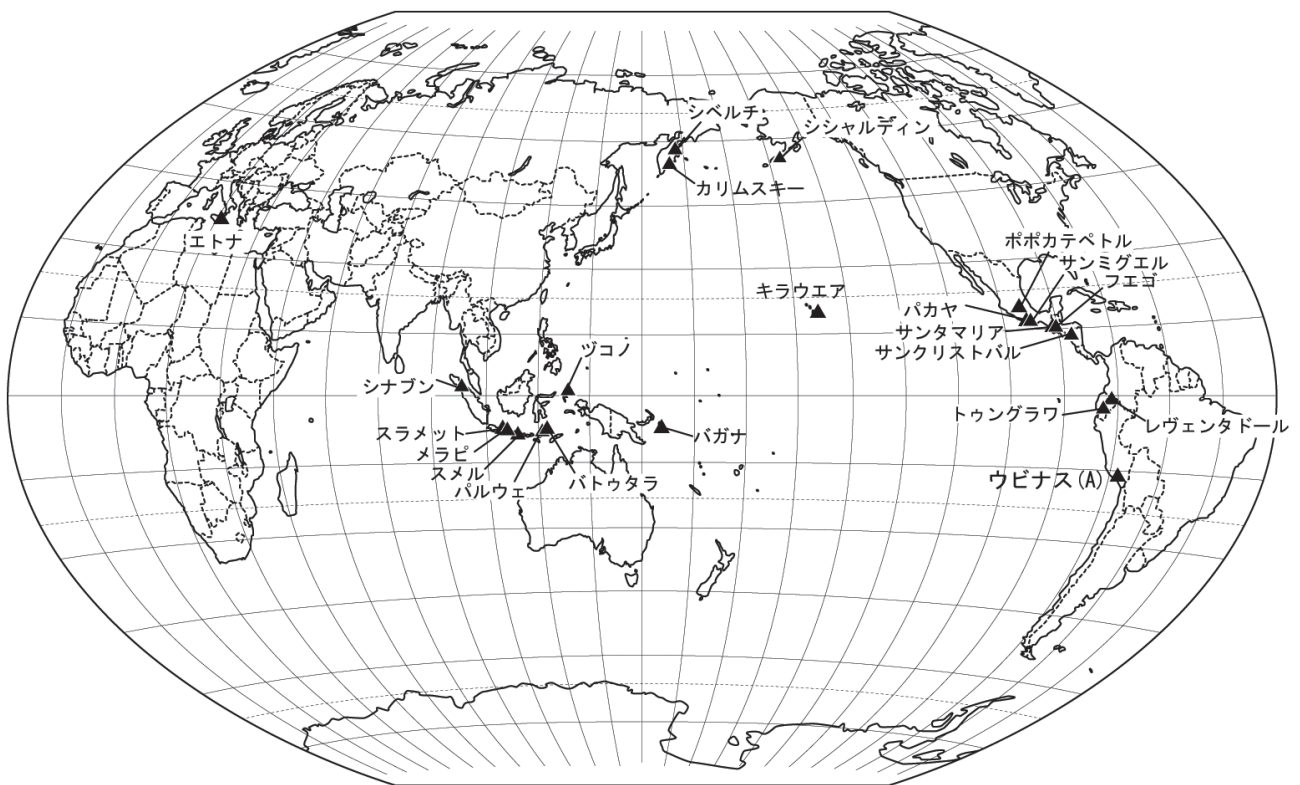 シベルチ
シシャルディン
カリムスキー
エトナ
ポポカテペトル
サンミグエル
フエゴ
キラウエア
パカヤ
サンタマリア
サンクリストバル
ヅコノ
シナブン
トゥングラワ
レヴェンタドール
スラメット
バガナ
メラピ
スメル
パルウェ
バトゥタラ
ウビナス(A)